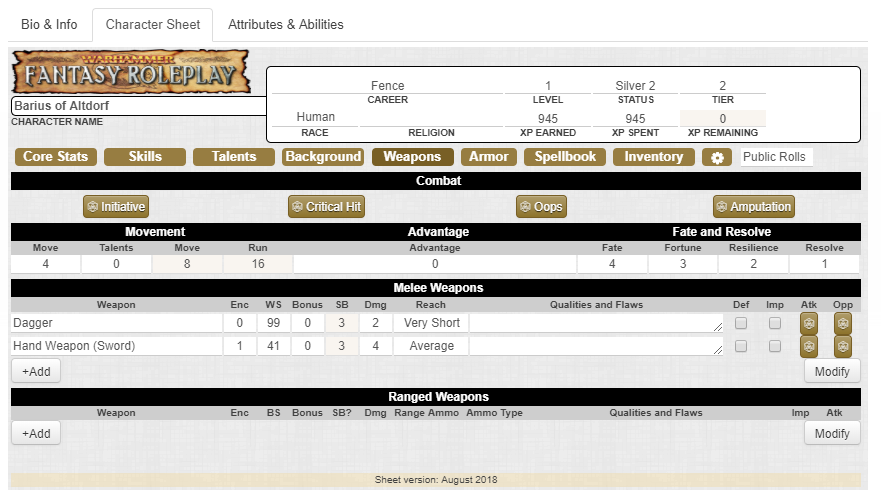 Bio & Info Character Sheet Attributes & Abilities
WARHAMMER
FANTASY ROLEPLAY
Fence 1 Silver 2 2
CAREER LEVEL STATUS TIER
Barius of Altdorf
CHARACTER NAME
Human 945 945 0
RACE RELIGION XP EARNED XP SPENT XP REMAINING
Core Stats Skills Talents Background Weapons Armor Spellbook Inventory Public Rolls
Combat
Initiative Critical Hit Oops Amputation
Movement Advantage Fate and Resolve
Move Talents Move Run Advantage Fate Fortune Resilience Resolve
4 0 8 16 0 4 3 2 1
Melee Weapons
Weapon Enc WS Bonus SB Dmg Reach Qualities and Flaws Def Imp Atk Opp
Dagger 0 99 0 3 2 Very Short
Hand Weapon (Sword) 1 41 0 3 4 Average
+Add Modify
Ranged Weapons
Weapon Enc BS Bonus SB? Dmg Range Ammo Ammo Type Qualities and Flaws Imp Atk
+Add Modify
Sheet version: August 2018